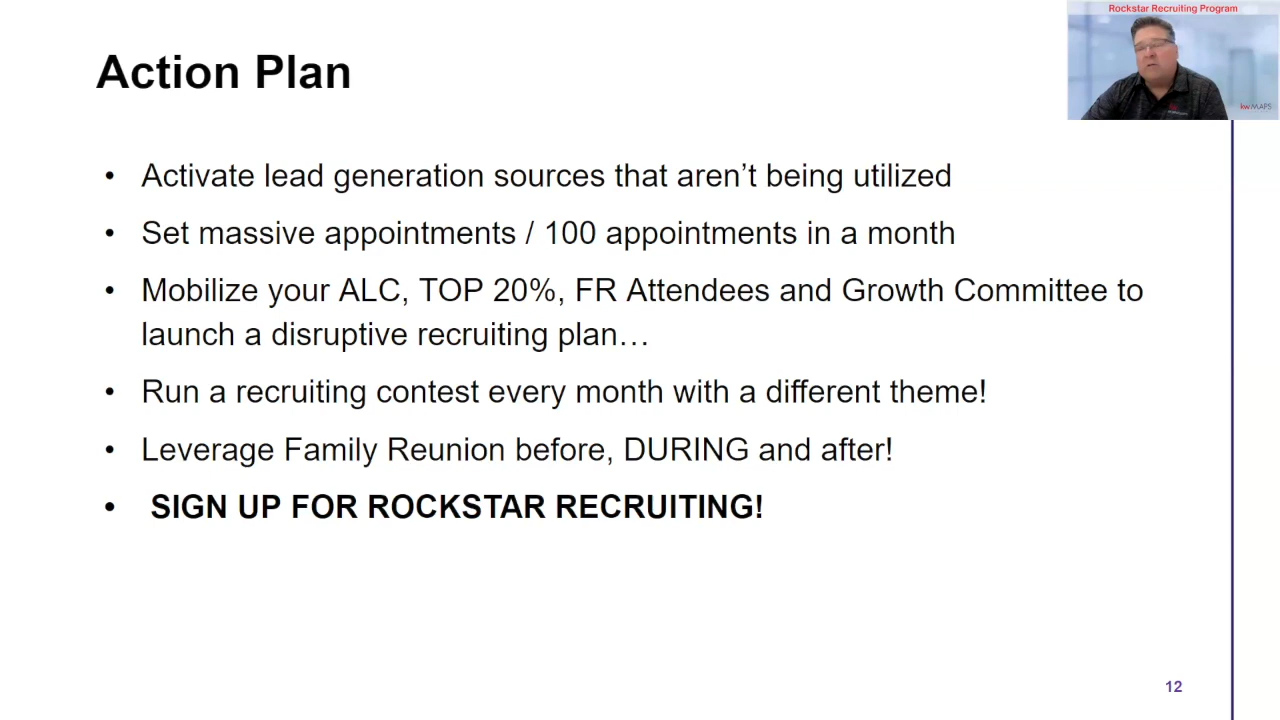 Rockstar Recruiting Program
Action Plan
kw MAPS
• Activate lead generation sources that aren’t being utilized
• Set massive appointments / 100 appointments in a month
• Mobilize your ALC, TOP 20%, FR Attendees and Growth Committee to
launch a disruptive recruiting plan…
• Run a recruiting contest every month with a different theme!
• Leverage Family Reunion before, DURING and after!
• SIGN UP FOR ROCKSTAR RECRUITING!
12